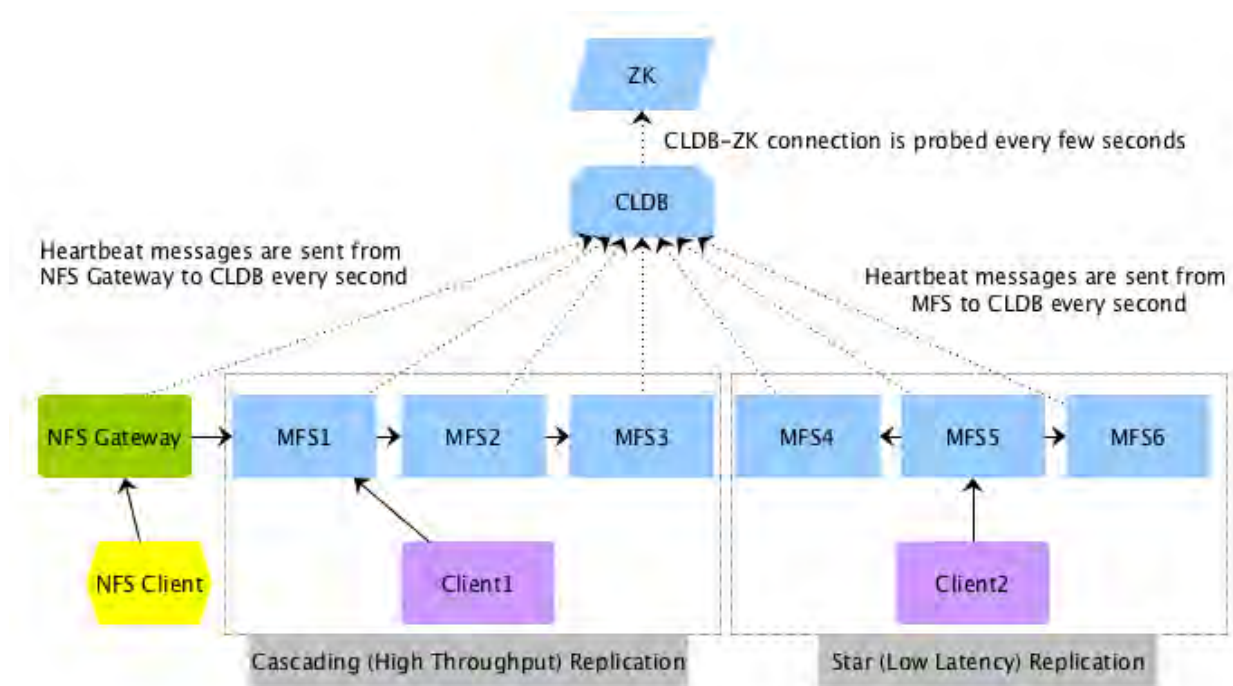 ZK
CLDB-ZK connection is probed every few seconds
CLDB
Heartbeat messages are sent from
NFS Gateway to CLDB every second
Heartbeat messages are sent from
MFS to CLDB every second
NFS Gateway
MFS1
MFS2
MFS3
MFS4
MFS5
MFS6
NFS Client
Client1
Client2
Cascading (High Throughput) Replication
Star (Low Latency) Replication